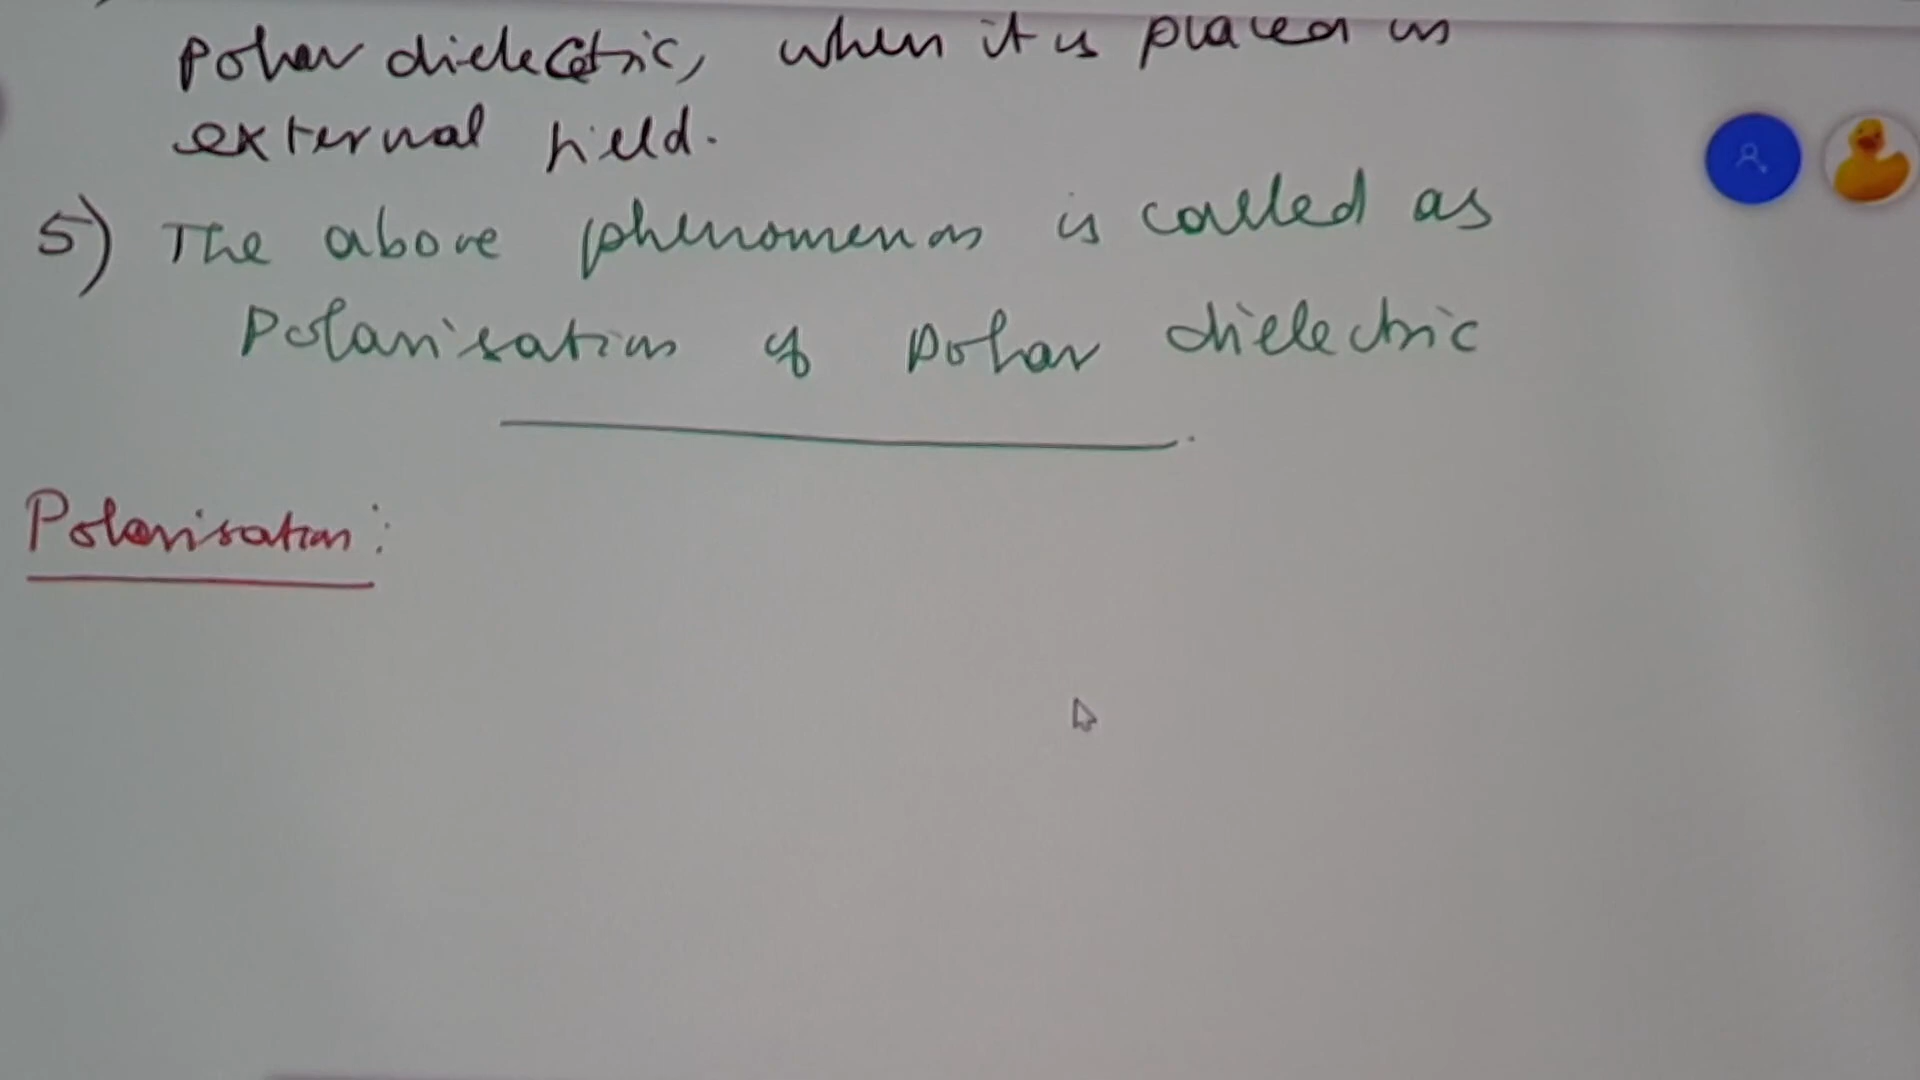 polar dielectric, when it is placed in
external field.
5) The above phenomenon is called as
Polarisation of polar dielectric
Polarisation: